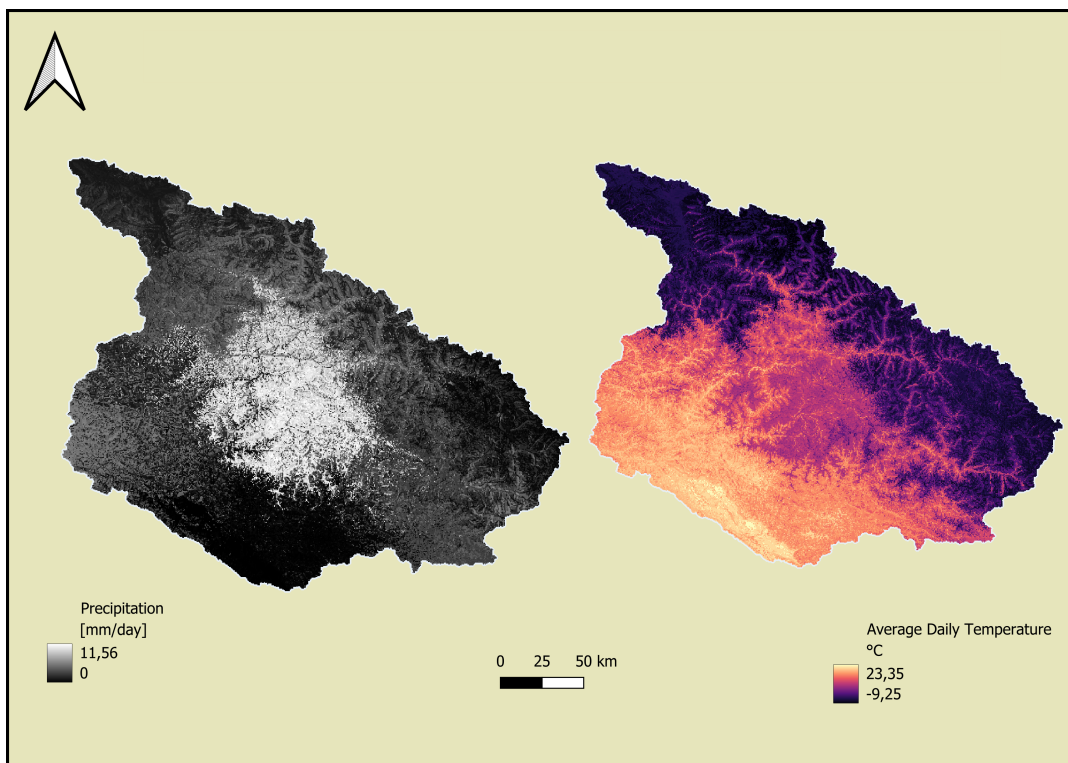 Precipitation
[mm/day]
11,56
0
0 25 50 km
Average Daily Temperature
°C
23,35
-9,25